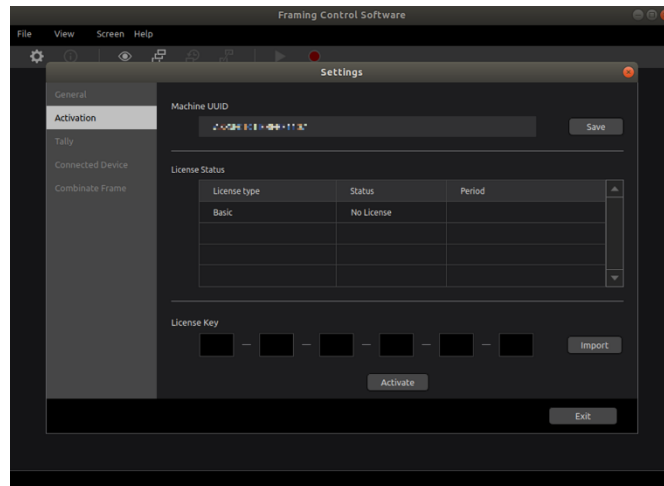 Framing Control Software
File View Screen Help
Settings
General
Activation
Tally
Connected Device
Combinate Frame
Machine UUID
Save
License Status
License type Status Period
Basic No License
License Key
Import
Activate
Exit